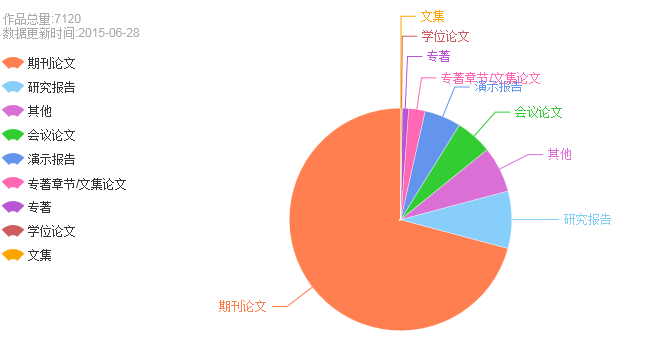 作品总量:7120
数据更新时间:2015-06-28
期刊论文
研究报告
其他
会议论文
演示报告
专著章节/文集论文
专著
学位论文
文集
文集
学位论文
专著
专著章节/文集论文
演示报告
会议论文
其他
研究报告
期刊论文